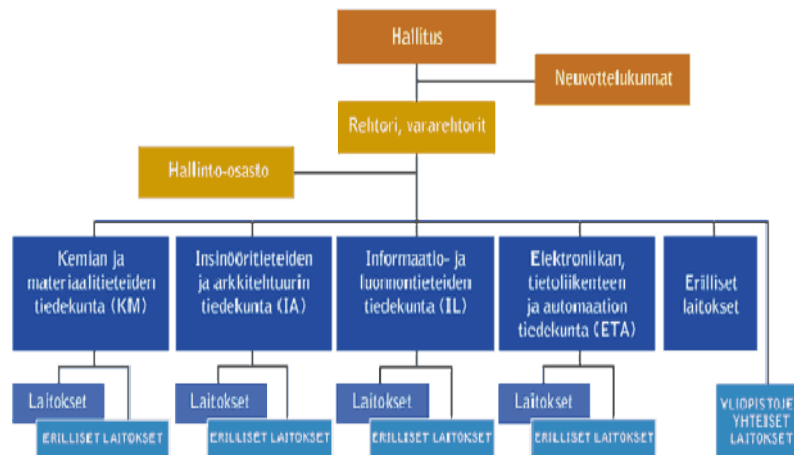 Hallitus
Neuvottelukunnat
Rehtori, vararehtorit
Hallinto-osasto
Kemian ja
materiaalitieteiden
tiedekunta (KM)
Insinööritieteiden
ja arkkitehtuurin
tiedekunta (IA)
Informaatio- ja
luonnontieteiden
tiedekunta (IL)
Elektroniikan,
tietoliikenteen
ja automaation
tiedekunta (ETA)
Erilliset
laitokset
Laitokset
ERILLISET LAITOKSET
Laitokset
ERILLISET LAITOKSET
Laitokset
ERILLISET LAITOKSET
Laitokset
ERILLISET LAITOKSET
YLIOPISTOJE
YHTEISET
LAITOKSET